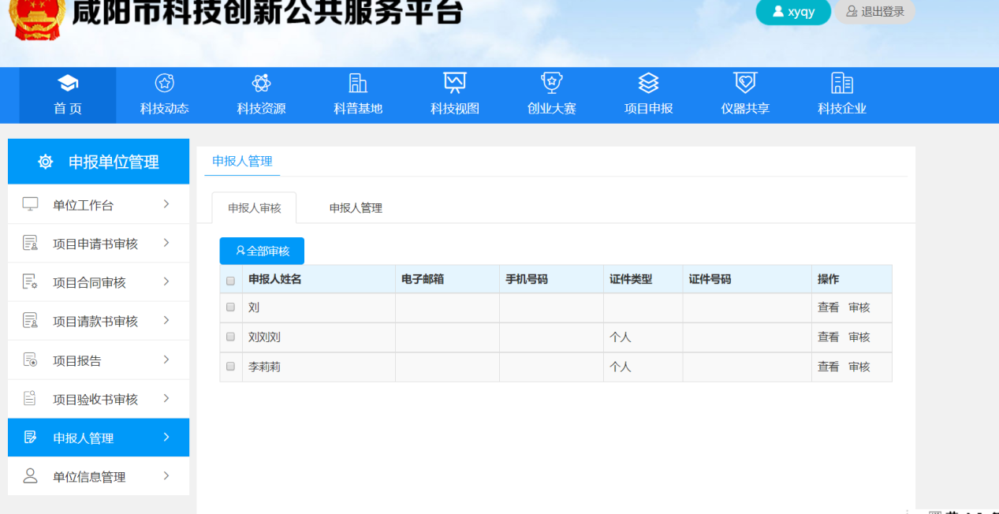 咸阳市科技创新公共服务平台
xyqy 退出登录
首页 科技动态 科技资源 科普基地 科技视图 创业大赛 项目申报 仪器共享 科技企业
申报单位管理
单位工作台
项目申请书审核
项目合同审核
项目请款书审核
项目报告
项目验收书审核
申报人管理
单位信息管理
申报人管理
申报人审核 申报人管理
全部审核
申报人姓名 电子邮箱 手机号码 证件类型 证件号码 操作
刘 查看 审核
刘刘刘 个人 查看 审核
李莉莉 个人 查看 审核